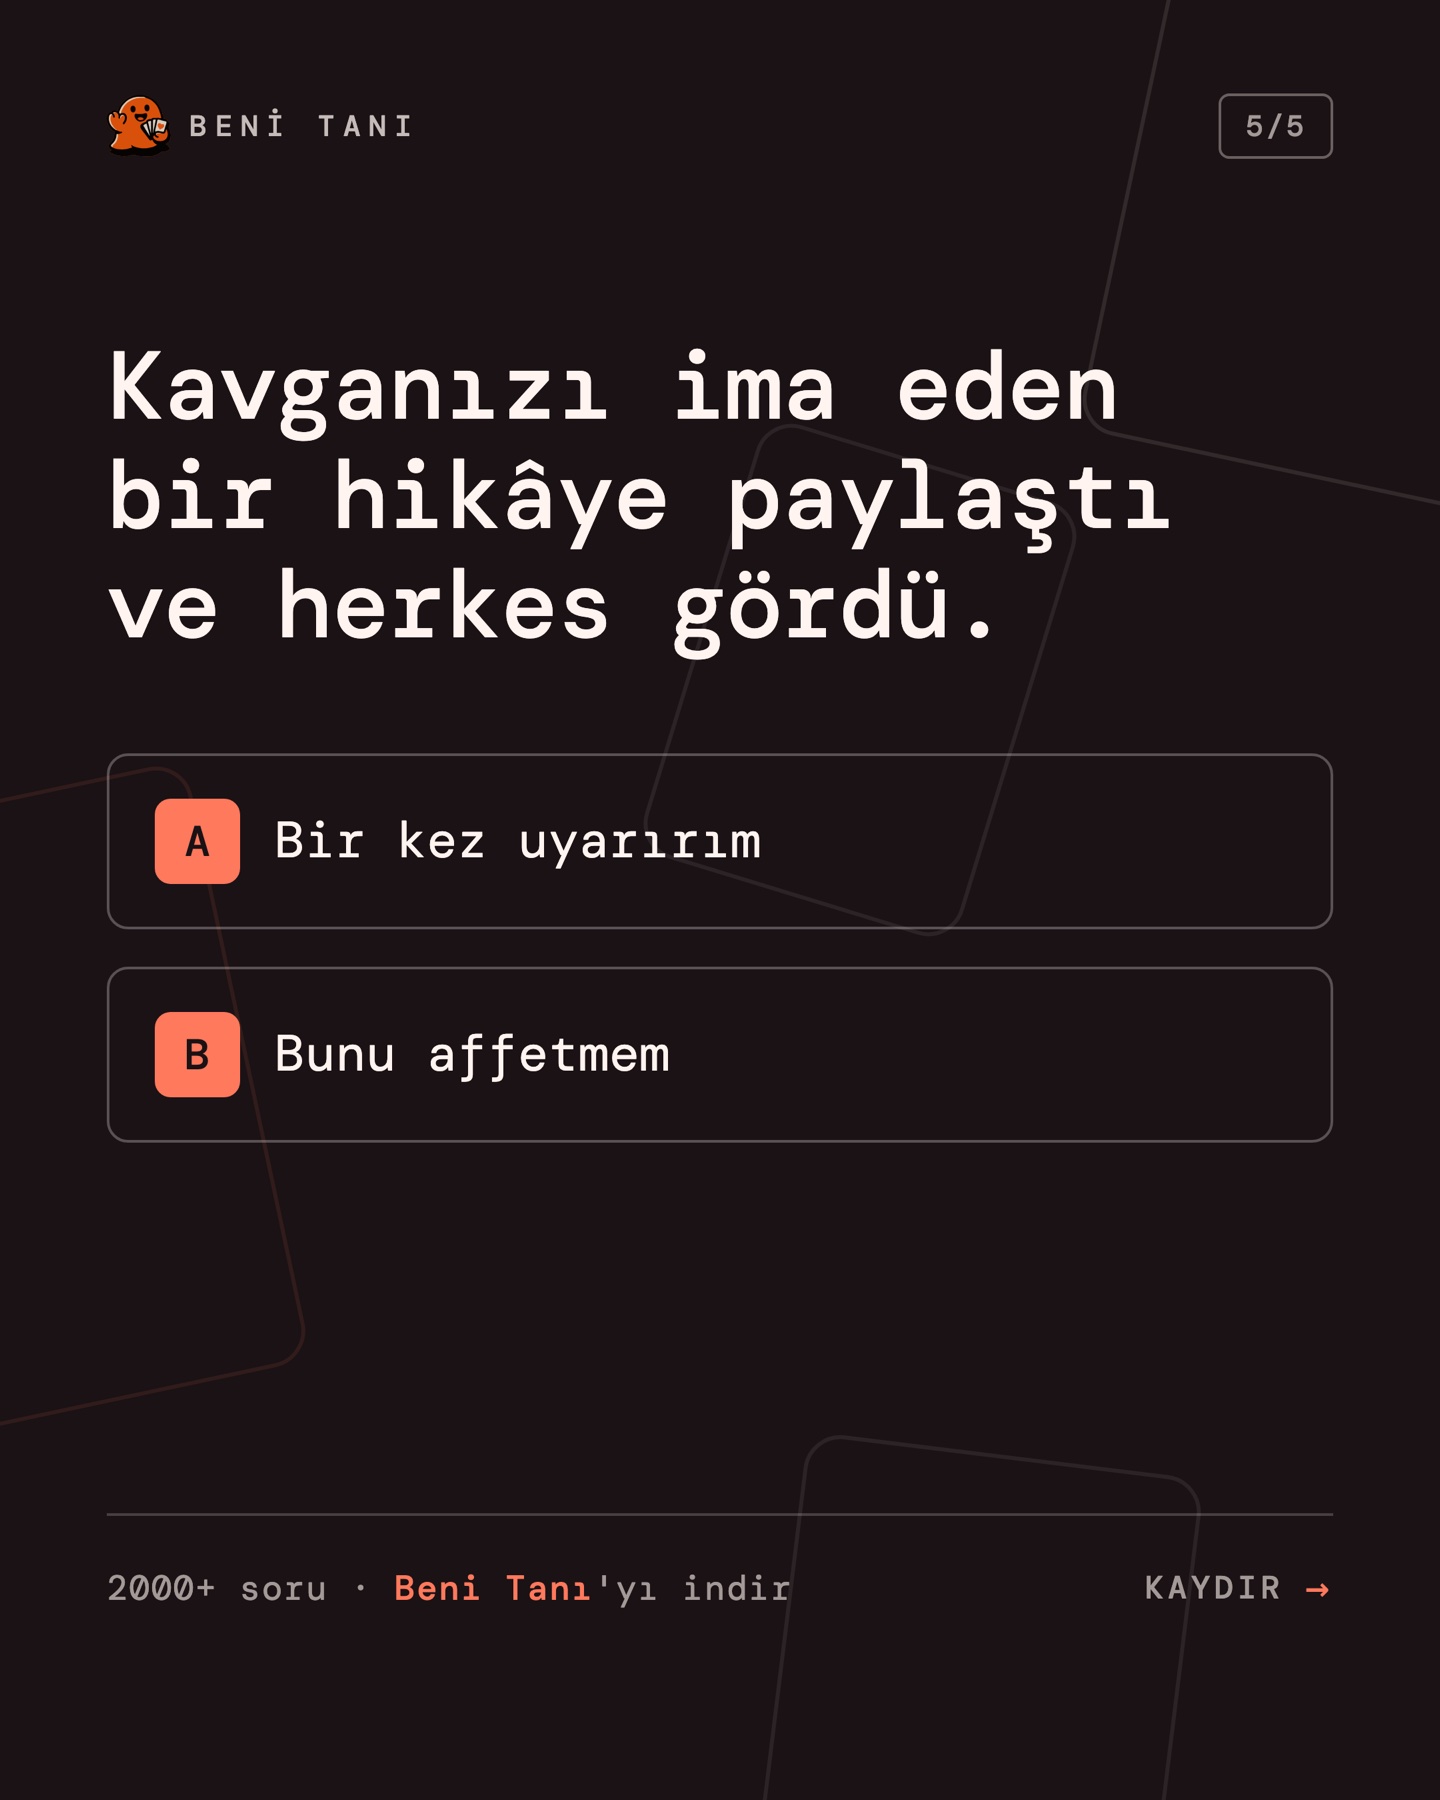 BENİ TANI
5/5
Kavganızı ima eden
bir hikâye paylaştı
ve herkes gördü.
A Bir kez uyarırım
B Bunu affetmem
2000+ soru · Beni Tanı'yı indir
KAYDIR →